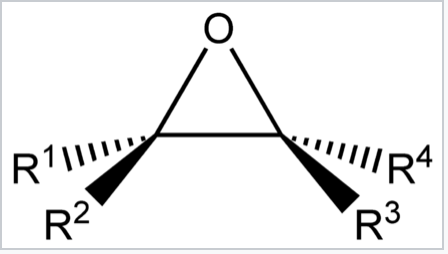 O
R¹ R⁴
R² R³